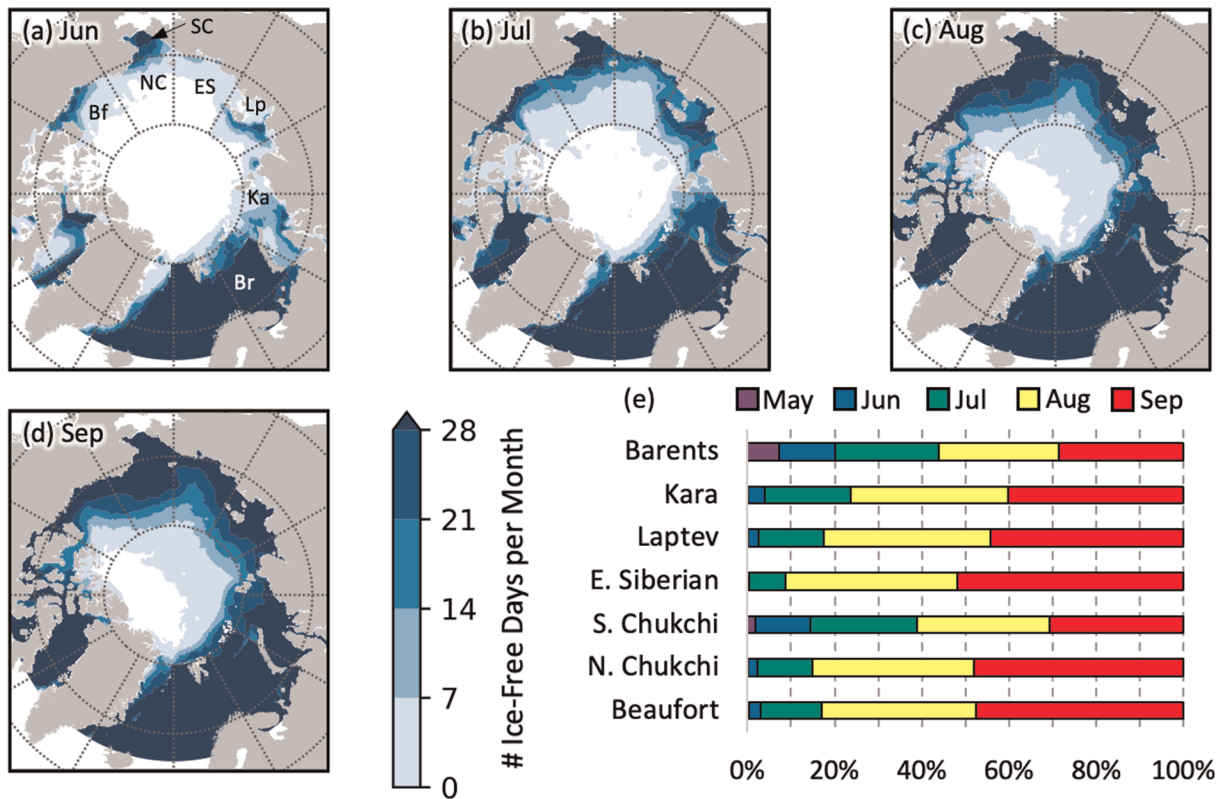 (a) Jun
SC
NC
ES
Bf
Lp
Ka
Br
(b) Jul
(c) Aug
(d) Sep
28
21
14
7
0
# Ice-Free Days per Month
(e)
May
Jun
Jul
Aug
Sep
Barents
Kara
Laptev
E. Siberian
S. Chukchi
N. Chukchi
Beaufort
0%
20%
40%
60%
80%
100%